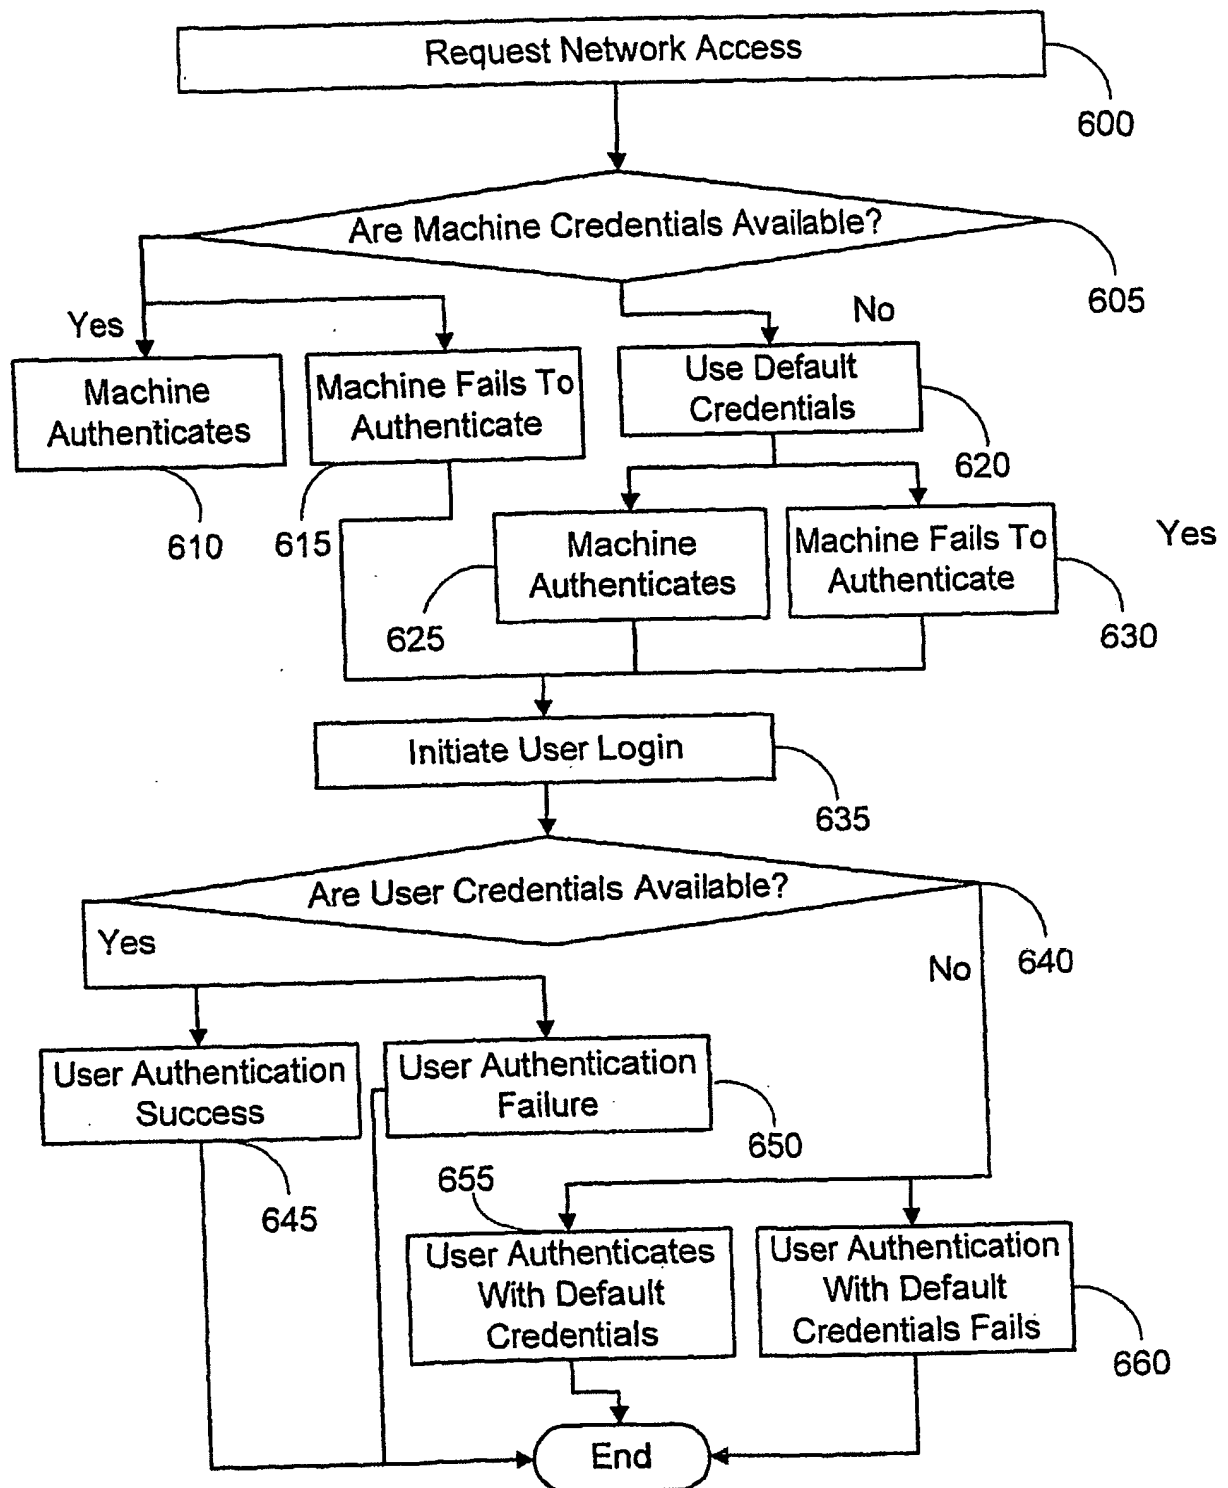 Request Network Access
600
Are Machine Credentials Available?
605
Yes
No
Machine
Authenticates
610
Machine Fails To
Authenticate
615
Use Default
Credentials
620
Machine
Authenticates
625
Machine Fails To
Authenticate
630
Yes
Initiate User Login
635
Are User Credentials Available?
640
Yes
No
User Authentication
Success
645
User Authentication
Failure
650
655
User Authenticates
With Default
Credentials
User Authentication
With Default
Credentials Fails
660
End